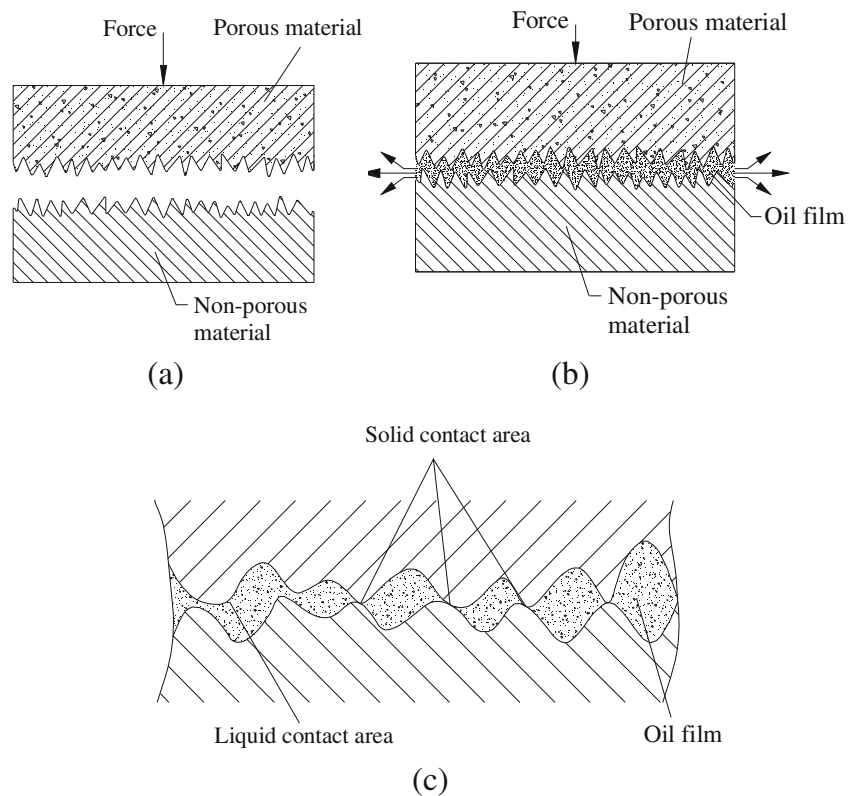 Force
Porous material
Non-porous
material
(a)
Force
Porous material
Oil film
Non-porous
material
(b)
Solid contact area
Liquid contact area
Oil film
(c)